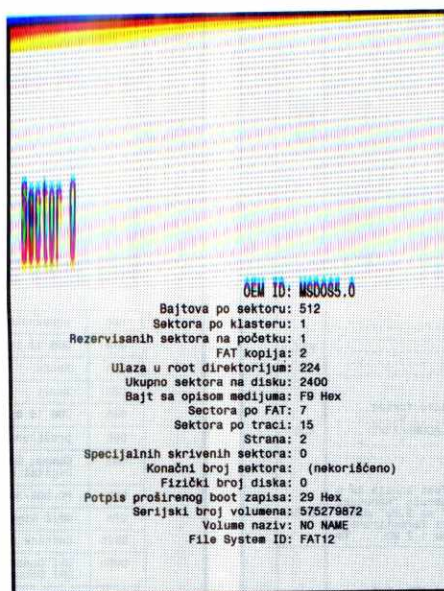 Sector 0
OEM ID: MSDOS5.0
Bajtova po sektoru: 512
Sektora po klasteru: 1
Rezervisanih sektora na početku: 1
FAT kopija: 2
Ulaza u root direktorijum: 224
Ukupno sektora na disku: 2400
Bajt sa opisom medijuma: F9 Hex
Sectora po FAT: 7
Sektora po traci: 15
Strana: 2
Specijalnih skrivenih sektora: 0
Konačni broj sektora: (nekorišćeno)
Fizički broj diska: 0
Potpis proširenog boot zapisa: 29 Hex
Serijski broj volumena: 575279872
Volume naziv: NO NAME
File System ID: FAT12